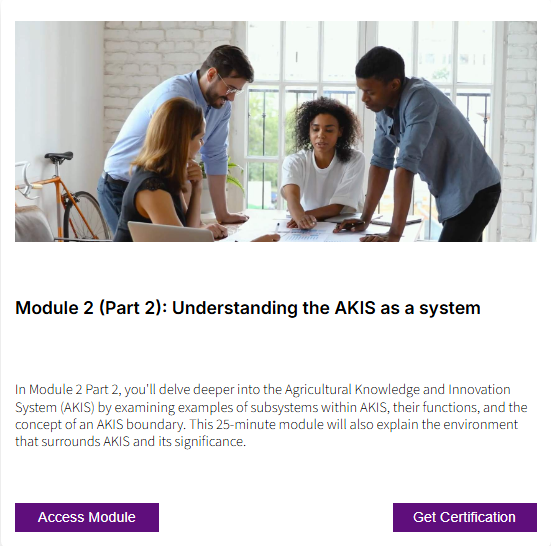 Module 2 (Part 2): Understanding the AKIS as a system
In Module 2 Part 2, you'll delve deeper into the Agricultural Knowledge and Innovation
System (AKIS) by examining examples of subsystems within AKIS, their functions, and the
concept of an AKIS boundary. This 25-minute module will also explain the environment
that surrounds AKIS and its significance.
Access Module
Get Certification